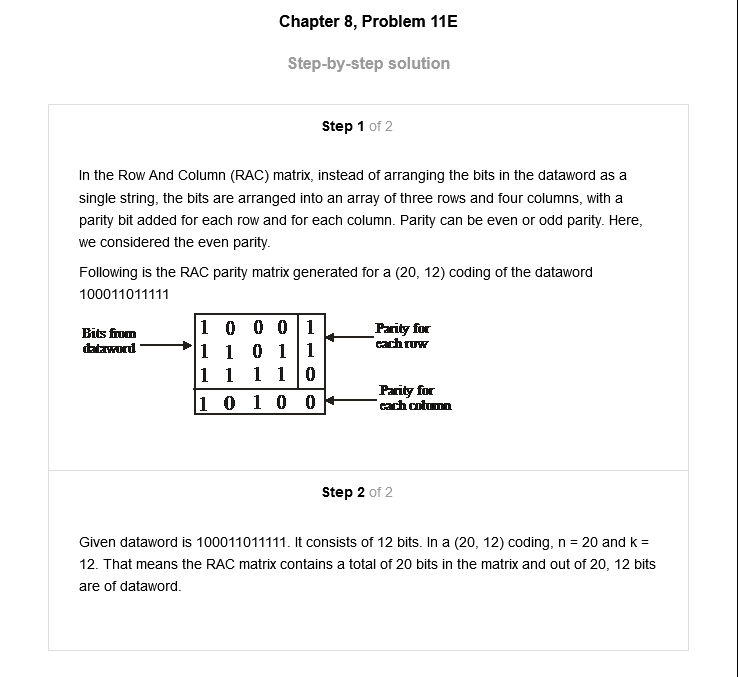 Chapter 8, Problem 11E
Step-by-step solution
Step 1 of 2
In the Row And Column (RAC) matrix, instead of arranging the bits in the dataword as a
single string, the bits are arranged into an array of three rows and four columns, with a
parity bit added for each row and for each column. Parity can be even or odd parity. Here,
we considered the even parity.
Following is the RAC parity matrix generated for a (20, 12) coding of the dataword
100011011111
Bits from
dataword
1 0 0 0 1
1 1 0 1 1
1 1 1 1 0
1 0 1 0 0
Parity for
each row
Parity for
each column
Step 2 of 2
Given dataword is 100011011111. It consists of 12 bits. In a (20, 12) coding, n = 20 and k =
12. That means the RAC matrix contains a total of 20 bits in the matrix and out of 20, 12 bits
are of dataword.